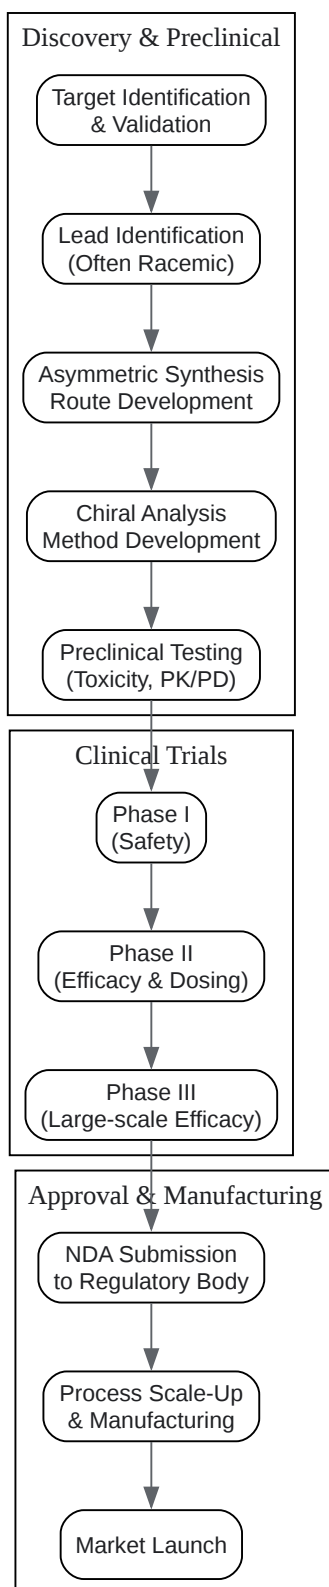 Discovery & Preclinical
Target Identification
& Validation
Lead Identification
(Often Racemic)
Asymmetric Synthesis
Route Development
Chiral Analysis
Method Development
Preclinical Testing
(Toxicity, PK/PD)
Clinical Trials
Phase I
(Safety)
Phase II
(Efficacy & Dosing)
Phase III
(Large-scale Efficacy)
Approval & Manufacturing
NDA Submission
to Regulatory Body
Process Scale-Up
& Manufacturing
Market Launch